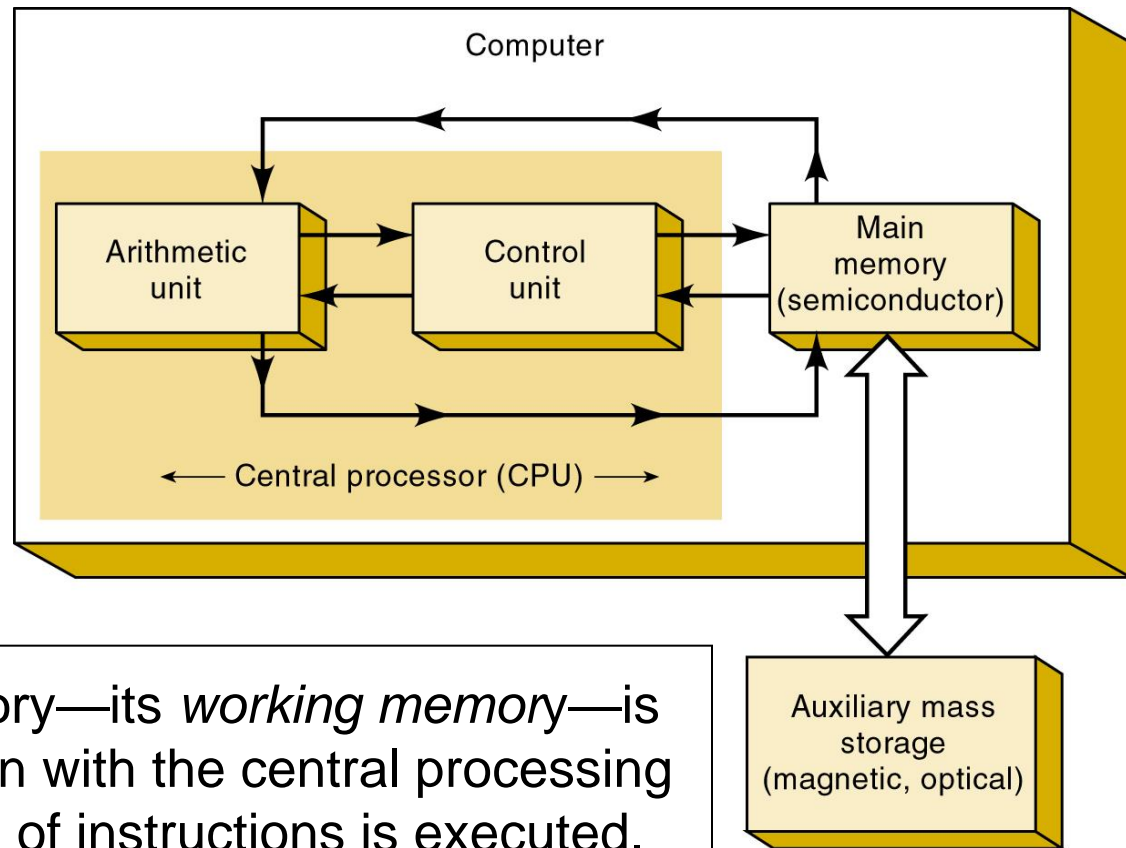 Computer
Arithmetic
unit
Control
unit
Main
memory
(semiconductor)
Central processor (CPU)
ory—its working memory—is
n with the central processing
of instructions is executed.
Auxiliary mass
storage
(magnetic, optical)